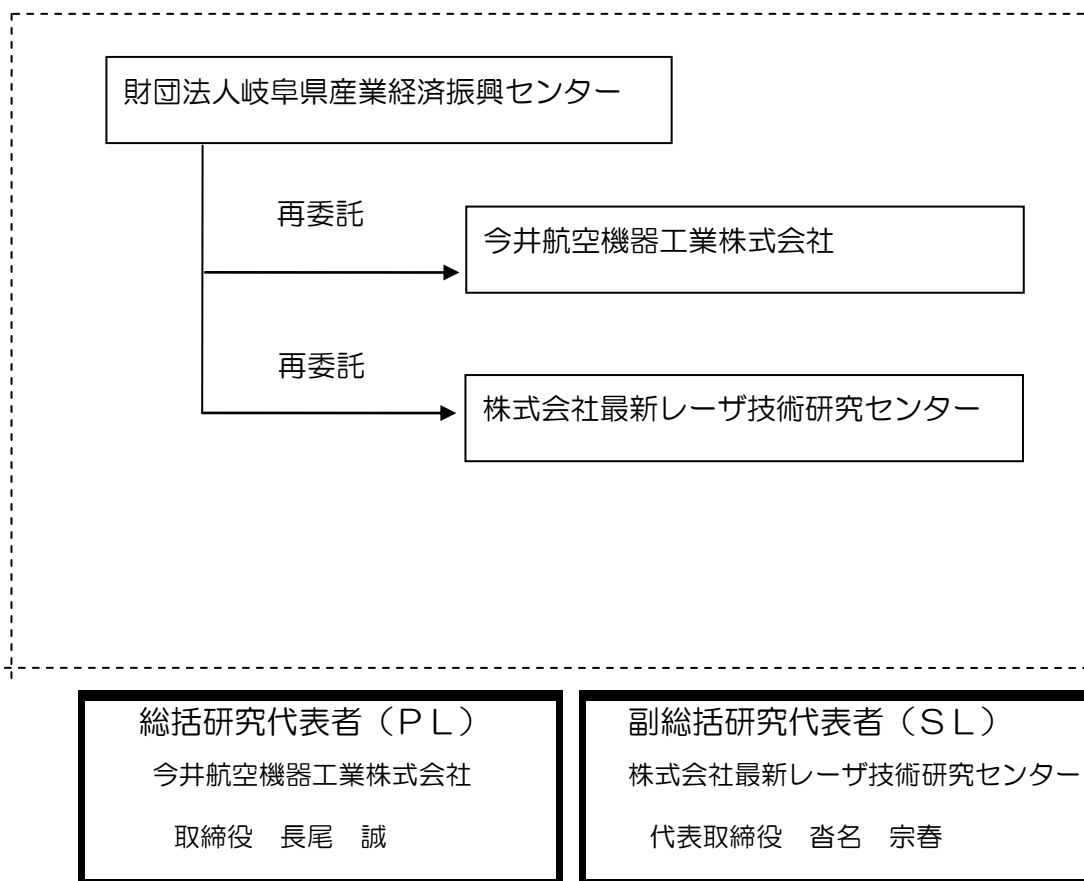 財団法人岐阜県産業経済振興センター
再委託
今井航空機器工業株式会社
再委託
株式会社最新レーザ技術研究センター
総括研究代表者（ＰＬ）
今井航空機器工業株式会社
取締役　長尾　誠
副総括研究代表者（ＳＬ）
株式会社最新レーザ技術研究センター
代表取締役　沓名　宗春